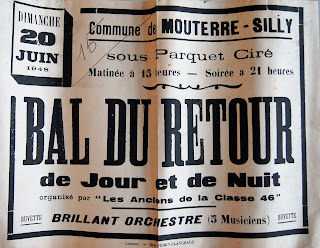 DIMANCHE
20
JUIN
1948
Commune de MOUTERRE-SILLY
15
sous Parquet Ciré
Matinée à 15 heures - Soirée à 21 heures
BAL DU RETOUR
de Jour et de Nuit
organisé par "Les Anciens de la Classe 46"
BUVETTE
BRILLANT ORCHESTRE (5 Musiciens)
BUVETTE